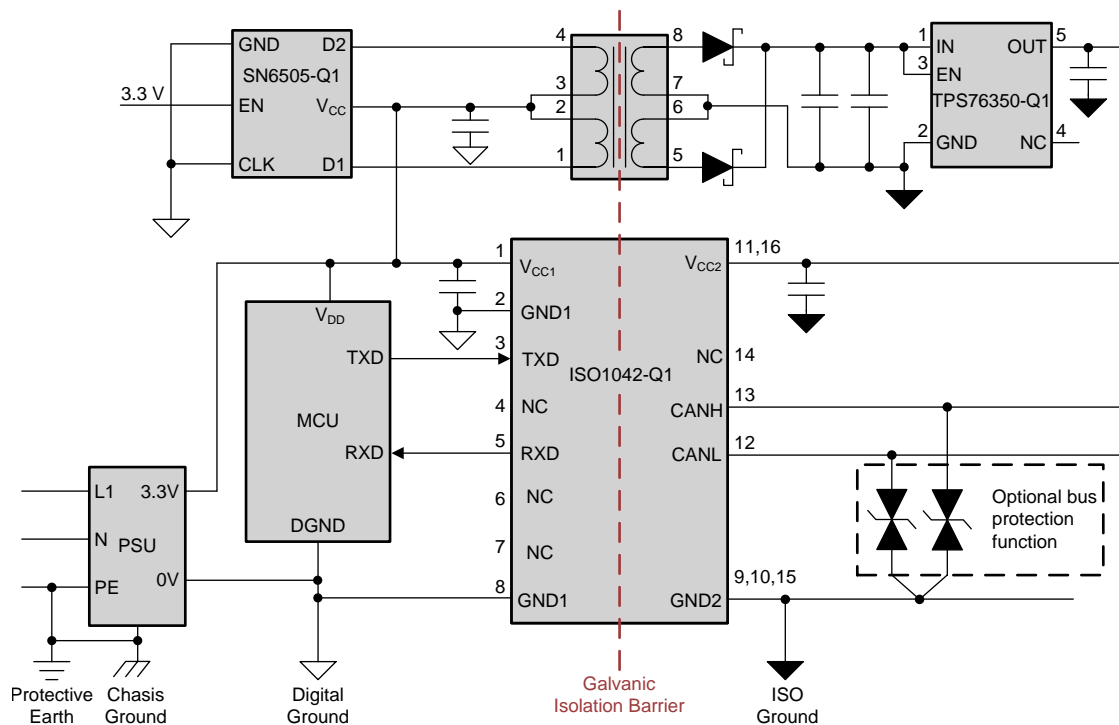 GND
D2
SN6505-Q1
3.3 V
EN
VCC
CLK
D1
4
3
2
1
8
7
6
5
1
IN
OUT
5
3
EN
TPS76350-Q1
2
GND
NC
4
1
VCC1
VCC2
11,16
2
GND1
VDD
TXD
3
TXD
NC
14
ISO1042-Q1
MCU
4
NC
CANH
13
RXD
5
RXD
CANL
12
L1
3.3V
6
NC
Optional bus
protection
function
N
PSU
DGND
7
NC
PE
0V
8
GND1
GND2
9,10,15
Protective
Earth
Chasis
Ground
Digital
Ground
Galvanic
Isolation Barrier
ISO
Ground